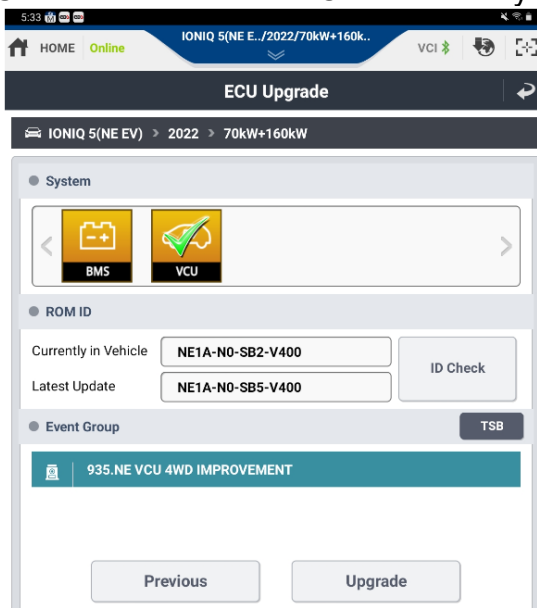 5:33
HOME Online IONIQ 5(NE E../2022/70kW+160k.. VCI
ECU Upgrade
IONIQ 5(NE EV) > 2022 > 70kW+160kW
System
BMS VCU
ROM ID
Currently in Vehicle NE1A-N0-SB2-V400
ID Check
Latest Update NE1A-N0-SB5-V400
Event Group TSB
935.NE VCU 4WD IMPROVEMENT
Previous Upgrade